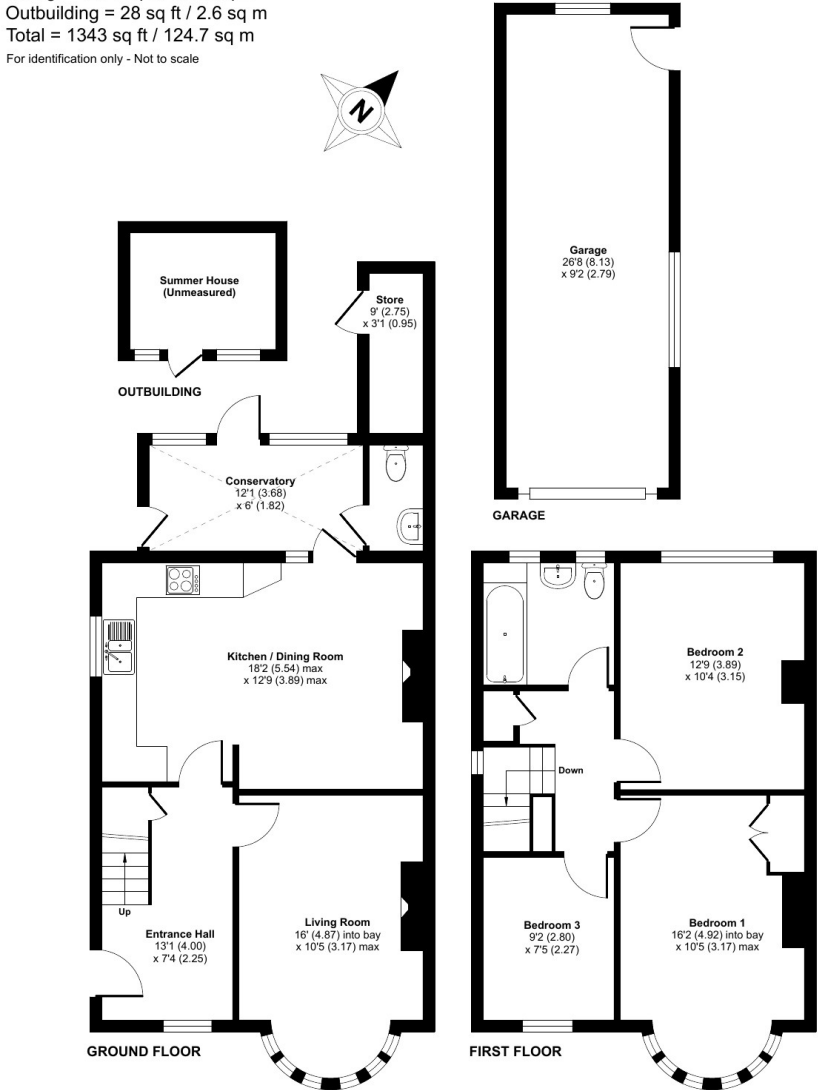 Outbuilding = 28 sq ft / 2.6 sq m
Total = 1343 sq ft / 124.7 sq m
For identification only - Not to scale
N
Garage
26'8 (8.13)
x 9'2 (2.79)
GARAGE
Summer House
(Unmeasured)
OUTBUILDING
Store
9' (2.75)
x 3'1 (0.95)
Conservatory
12'1 (3.68)
x 6' (1.82)
Kitchen / Dining Room
18'2 (5.54) max
x 12'9 (3.89) max
Up
Entrance Hall
13'1 (4.00)
x 7'4 (2.25)
Living Room
16' (4.87) into bay
x 10'5 (3.17) max
GROUND FLOOR
Bedroom 2
12'9 (3.89)
x 10'4 (3.15)
Down
Bedroom 3
9'2 (2.80)
x 7'5 (2.27)
Bedroom 1
16'2 (4.92) into bay
x 10'5 (3.17) max
FIRST FLOOR